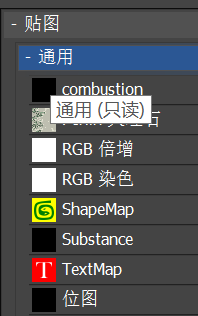 - 贴图
- 通用
combustion
通用 (只读)
RGB 倍增
RGB 染色
ShapeMap
Substance
TextMap
位图